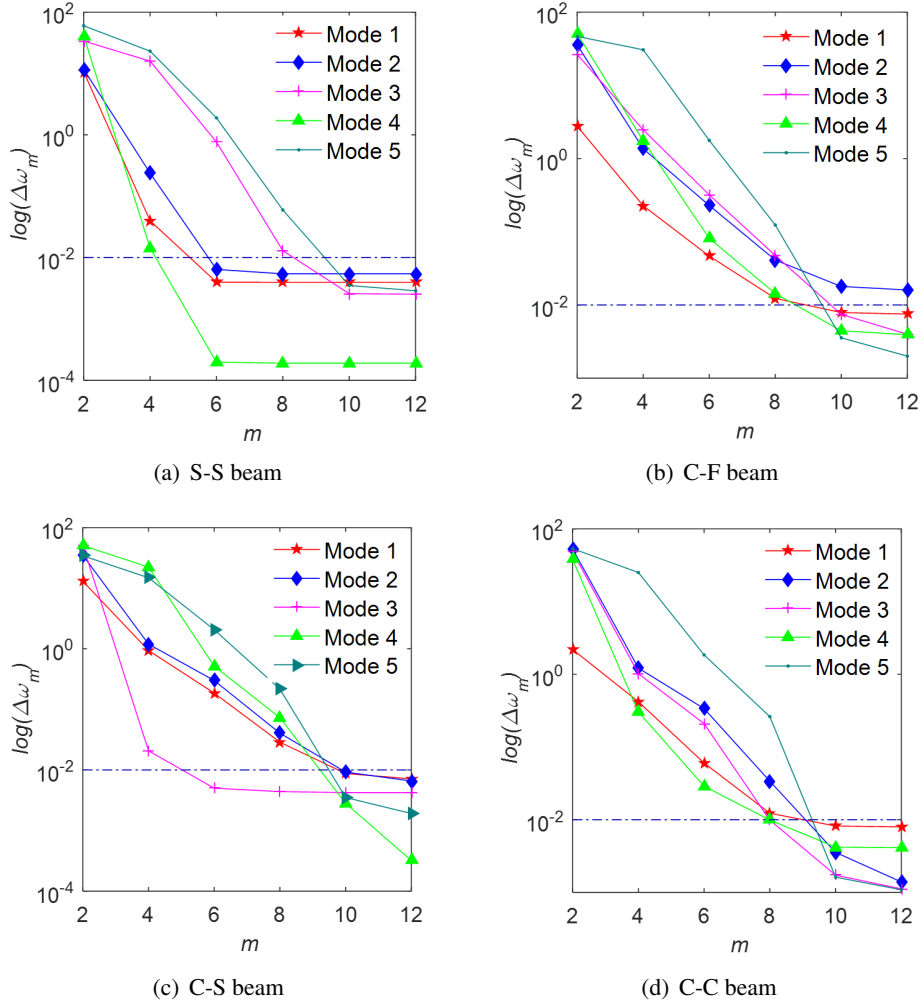 10^2
10^0
10^-2
10^-4
log(Δω_m)
Mode 1
Mode 2
Mode 3
Mode 4
Mode 5
2 4 6 8 10 12
m
(a) S-S beam
10^2
10^0
10^-2
log(Δω_m)
Mode 1
Mode 2
Mode 3
Mode 4
Mode 5
2 4 6 8 10 12
m
(b) C-F beam
10^2
10^0
10^-2
10^-4
log(Δω_m)
Mode 1
Mode 2
Mode 3
Mode 4
Mode 5
2 4 6 8 10 12
m
(c) C-S beam
10^2
10^0
10^-2
log(Δω_m)
Mode 1
Mode 2
Mode 3
Mode 4
Mode 5
2 4 6 8 10 12
m
(d) C-C beam